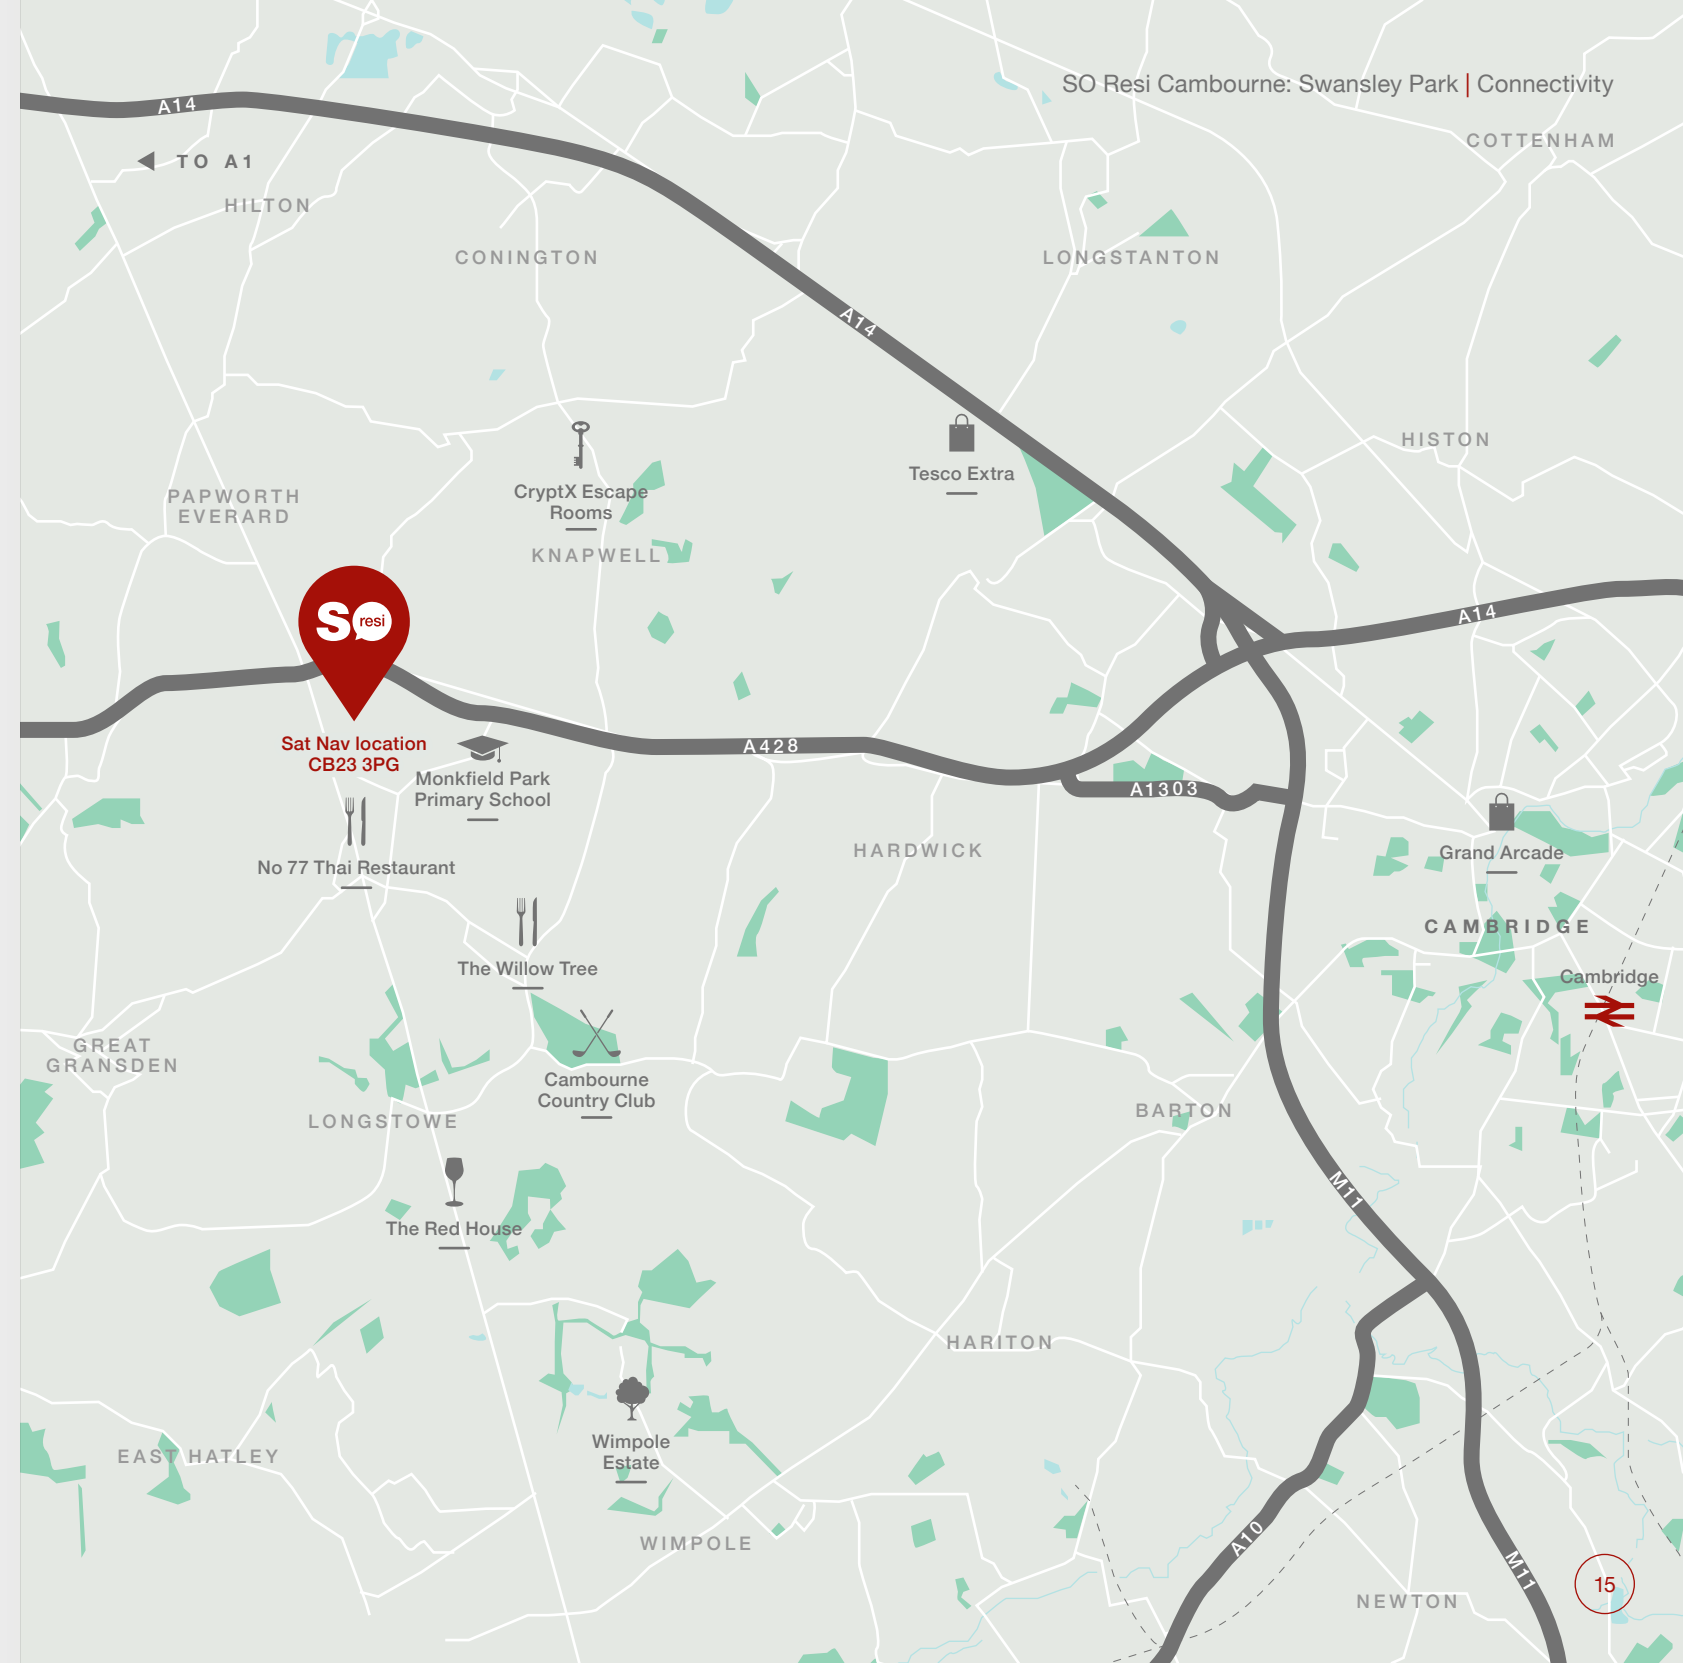 SO Resi Cambourne: Swansley Park | Connectivity
A14
TO A1
COTTENHAM
HILTON
CONINGTON
LONGSTANTON
A14
HISTON
Tesco Extra
CryptX Escape
Rooms
PAPWORTH
EVERARD
KNAPWELL
A14
SO resi
Sat Nav location
CB23 3PG
A428
Monkfield Park
Primary School
A1303
No 77 Thai Restaurant
HARDWICK
Grand Arcade
CAMBRIDGE
The Willow Tree
Cambridge
GREAT
GRANSDEN
Cambourne
Country Club
LONGSTOWE
BARTON
M11
The Red House
HARITON
Wimpole
Estate
EAST HATLEY
WIMPOLE
A10
M11
15
NEWTON